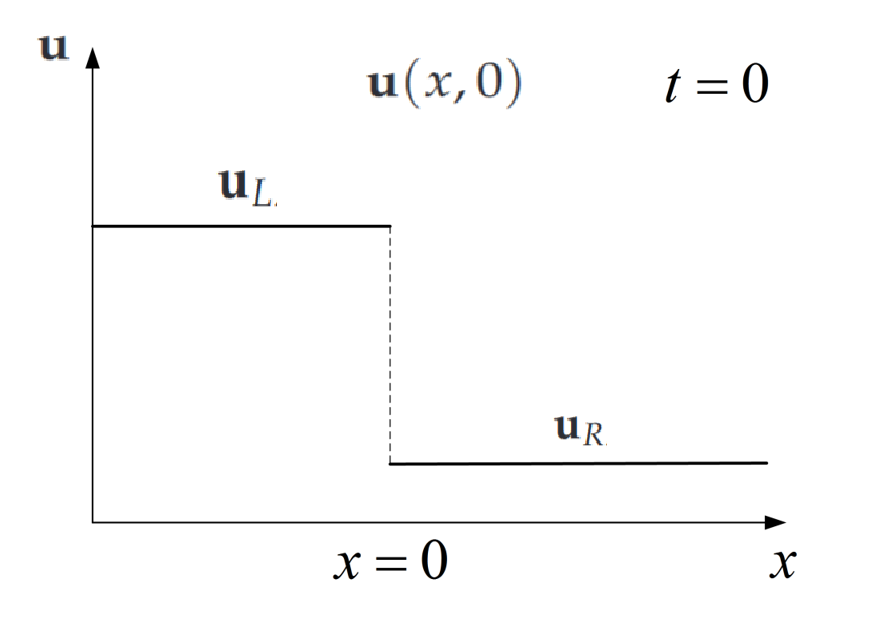 u
u(x, 0)
t = 0
u_L
u_R
x = 0
x